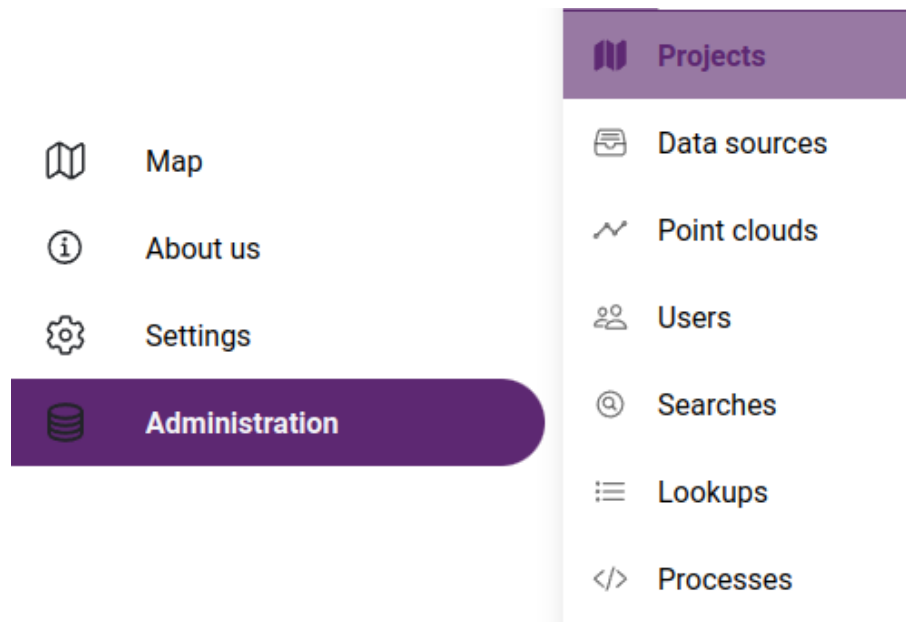 Map
About us
Settings
Administration
Projects
Data sources
Point clouds
Users
Searches
Lookups
Processes